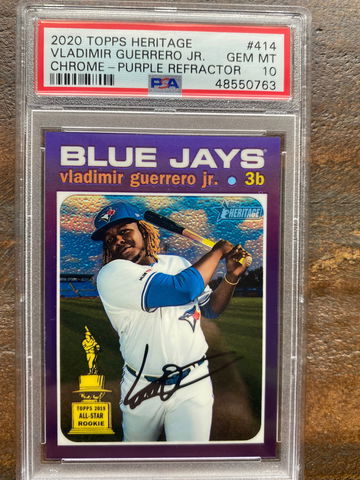 2020 TOPPS HERITAGE #414
VLADIMIR GUERRERO JR. GEM MT
CHROME - PURPLE REFRACTOR 10
PSA 48550763
BLUE JAYS
vladimir guerrero jr. 3b
HERITAGE
TOPPS 2019
ALL-STAR
ROOKIE